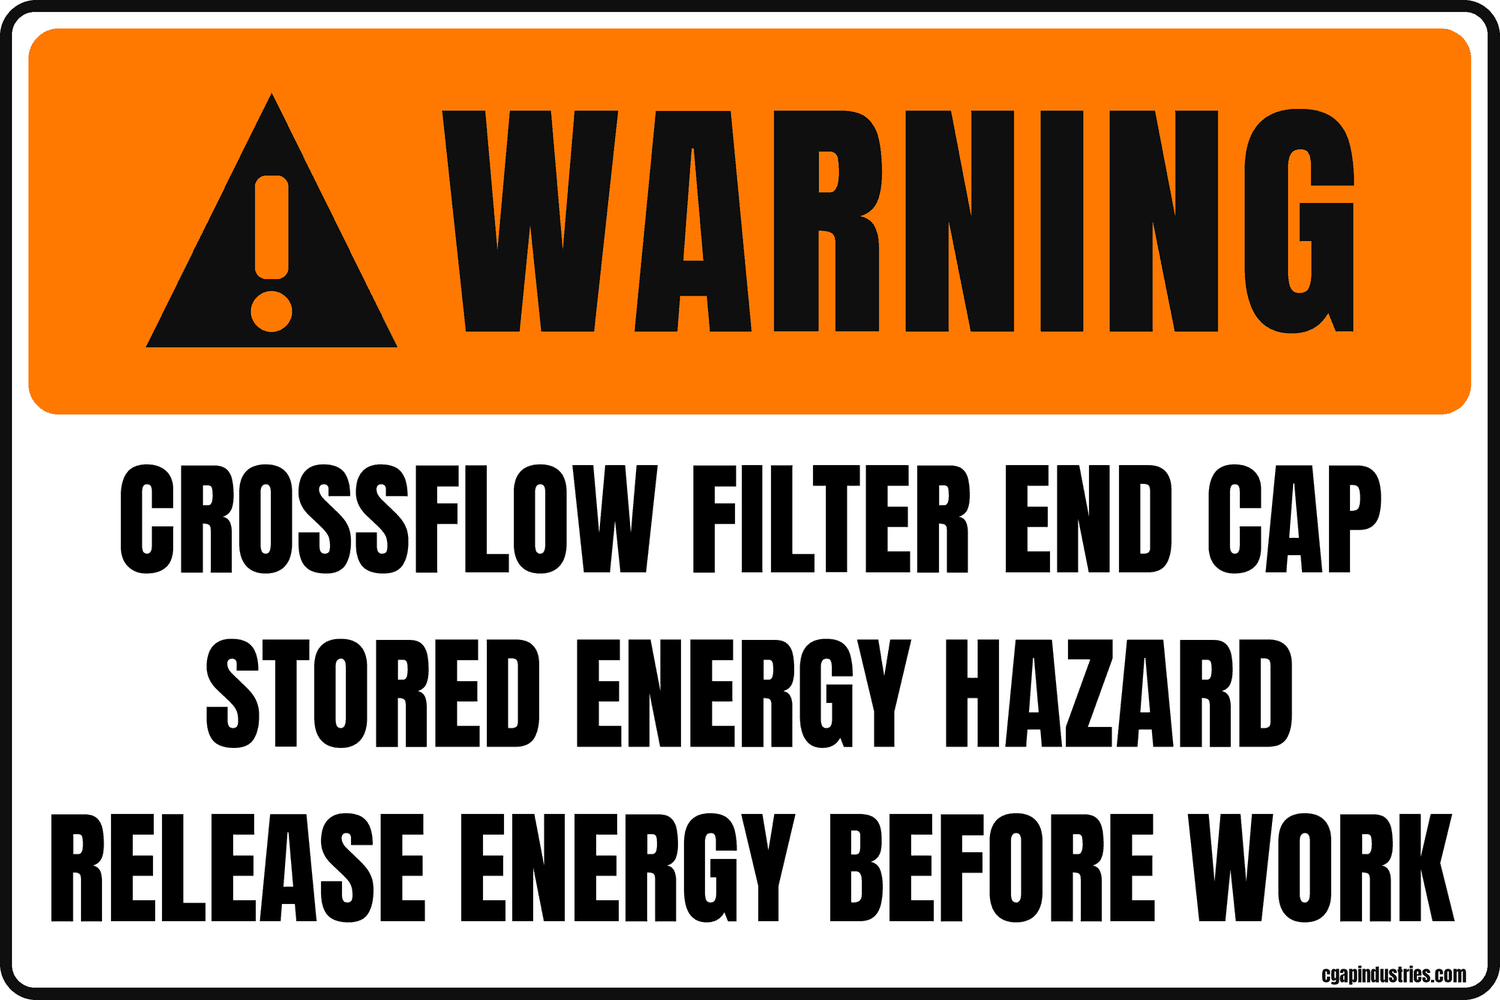 WARNING
CROSSFLOW FILTER END CAP
STORED ENERGY HAZARD
RELEASE ENERGY BEFORE WORK
cgapindustries.com